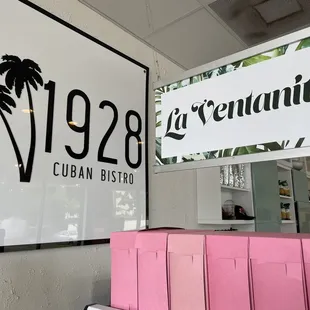 1928
CUBAN BISTRO
La Ventanit